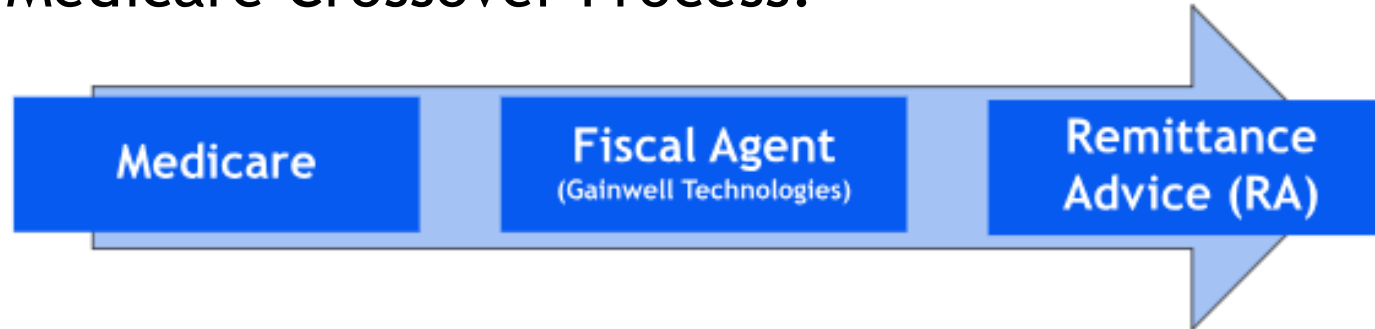 Medicare Crossover Process:
Medicare
Fiscal Agent
(Gainwell Technologies)
Remittance
Advice (RA)